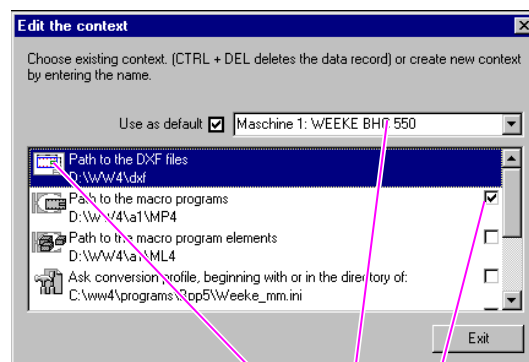 Edit the context
Choose existing context. (CTRL + DEL deletes the data record) or create new context
by entering the name.
Use as default Maschine 1: WEEKE BHC 550
Path to the DXF files
D:\WW4\dxf
Path to the macro programs
D:\WW4\a1\MP4
Path to the macro program elements
D:\WW4\a1\ML4
Ask conversion profile, beginning with or in the directory of:
C:\ww4\programs\2pp5\Weeke_mm.ini
Exit